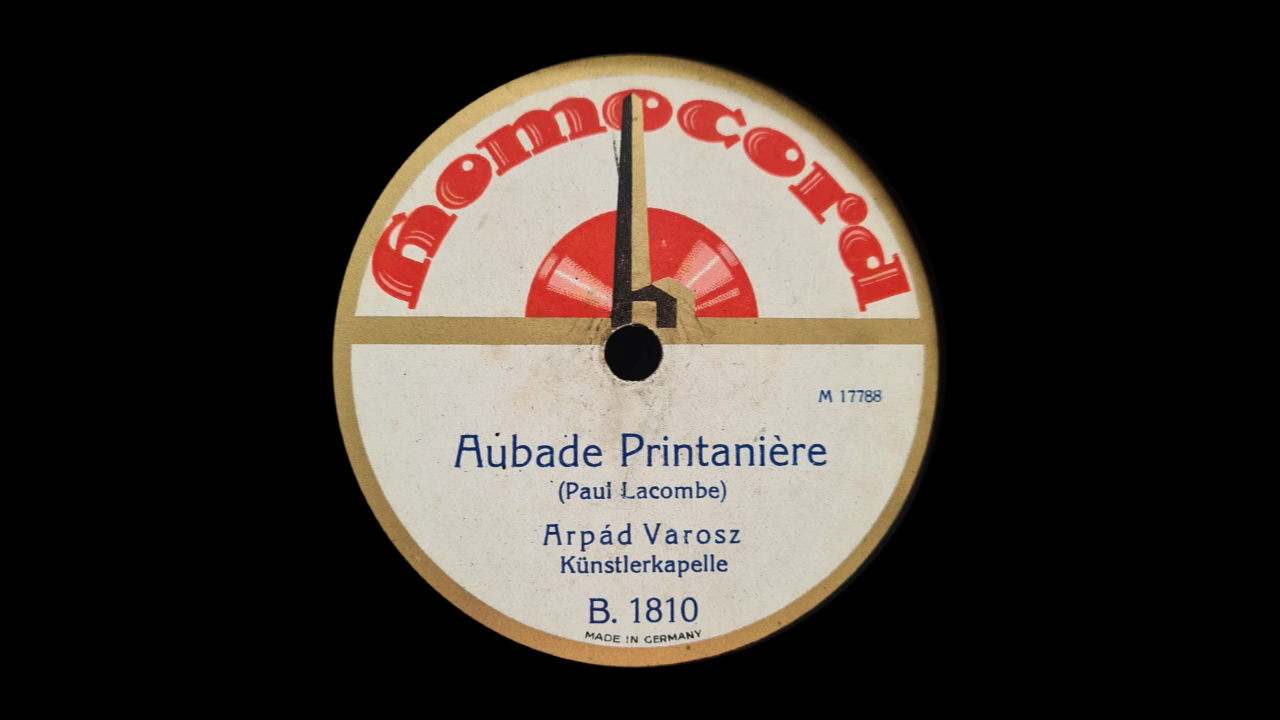 homocord
h
M 17788
Aubade Printanière
(Paul Lacombe)
Arpád Varosz
Künstlerkapelle
B. 1810
MADE IN GERMANY